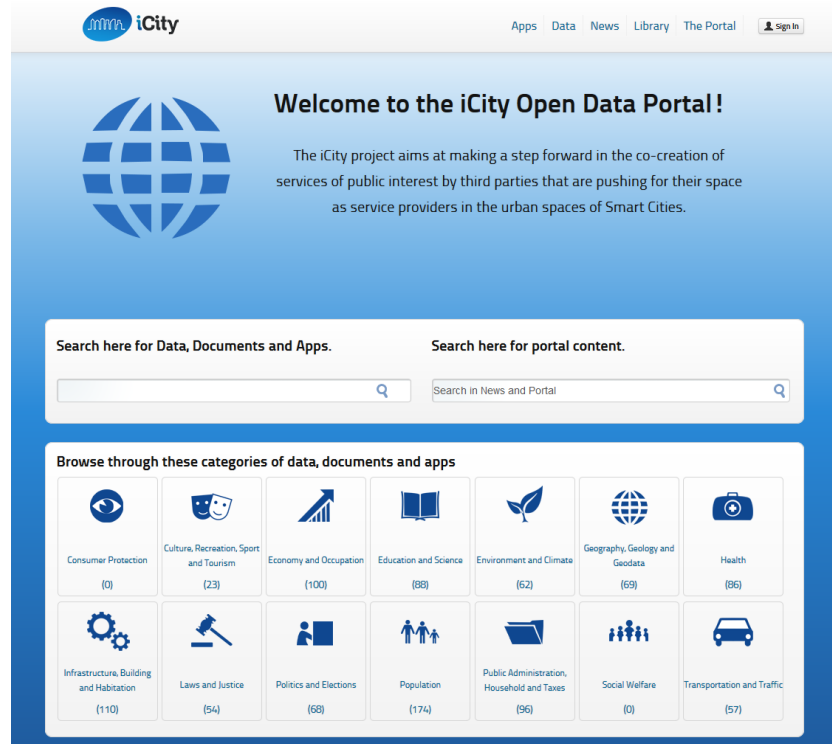 iCity
Apps Data News Library The Portal Sign In
Welcome to the iCity Open Data Portal!
The iCity project aims at making a step forward in the co-creation of
services of public interest by third parties that are pushing for their space
as service providers in the urban spaces of Smart Cities.
Search here for Data, Documents and Apps.
Search here for portal content.
Search in News and Portal
Browse through these categories of data, documents and apps
Consumer Protection
(0)
Culture, Recreation, Sport
and Tourism
(23)
Economy and Occupation
(100)
Education and Science
(88)
Environment and Climate
(62)
Geography, Geology and
Geodata
(69)
Health
(86)
Infrastructure, Building
and Habitation
(110)
Laws and Justice
(54)
Politics and Elections
(68)
Population
(174)
Public Administration,
Household and Taxes
(96)
Social Welfare
(0)
Transportation and Traffic
(57)